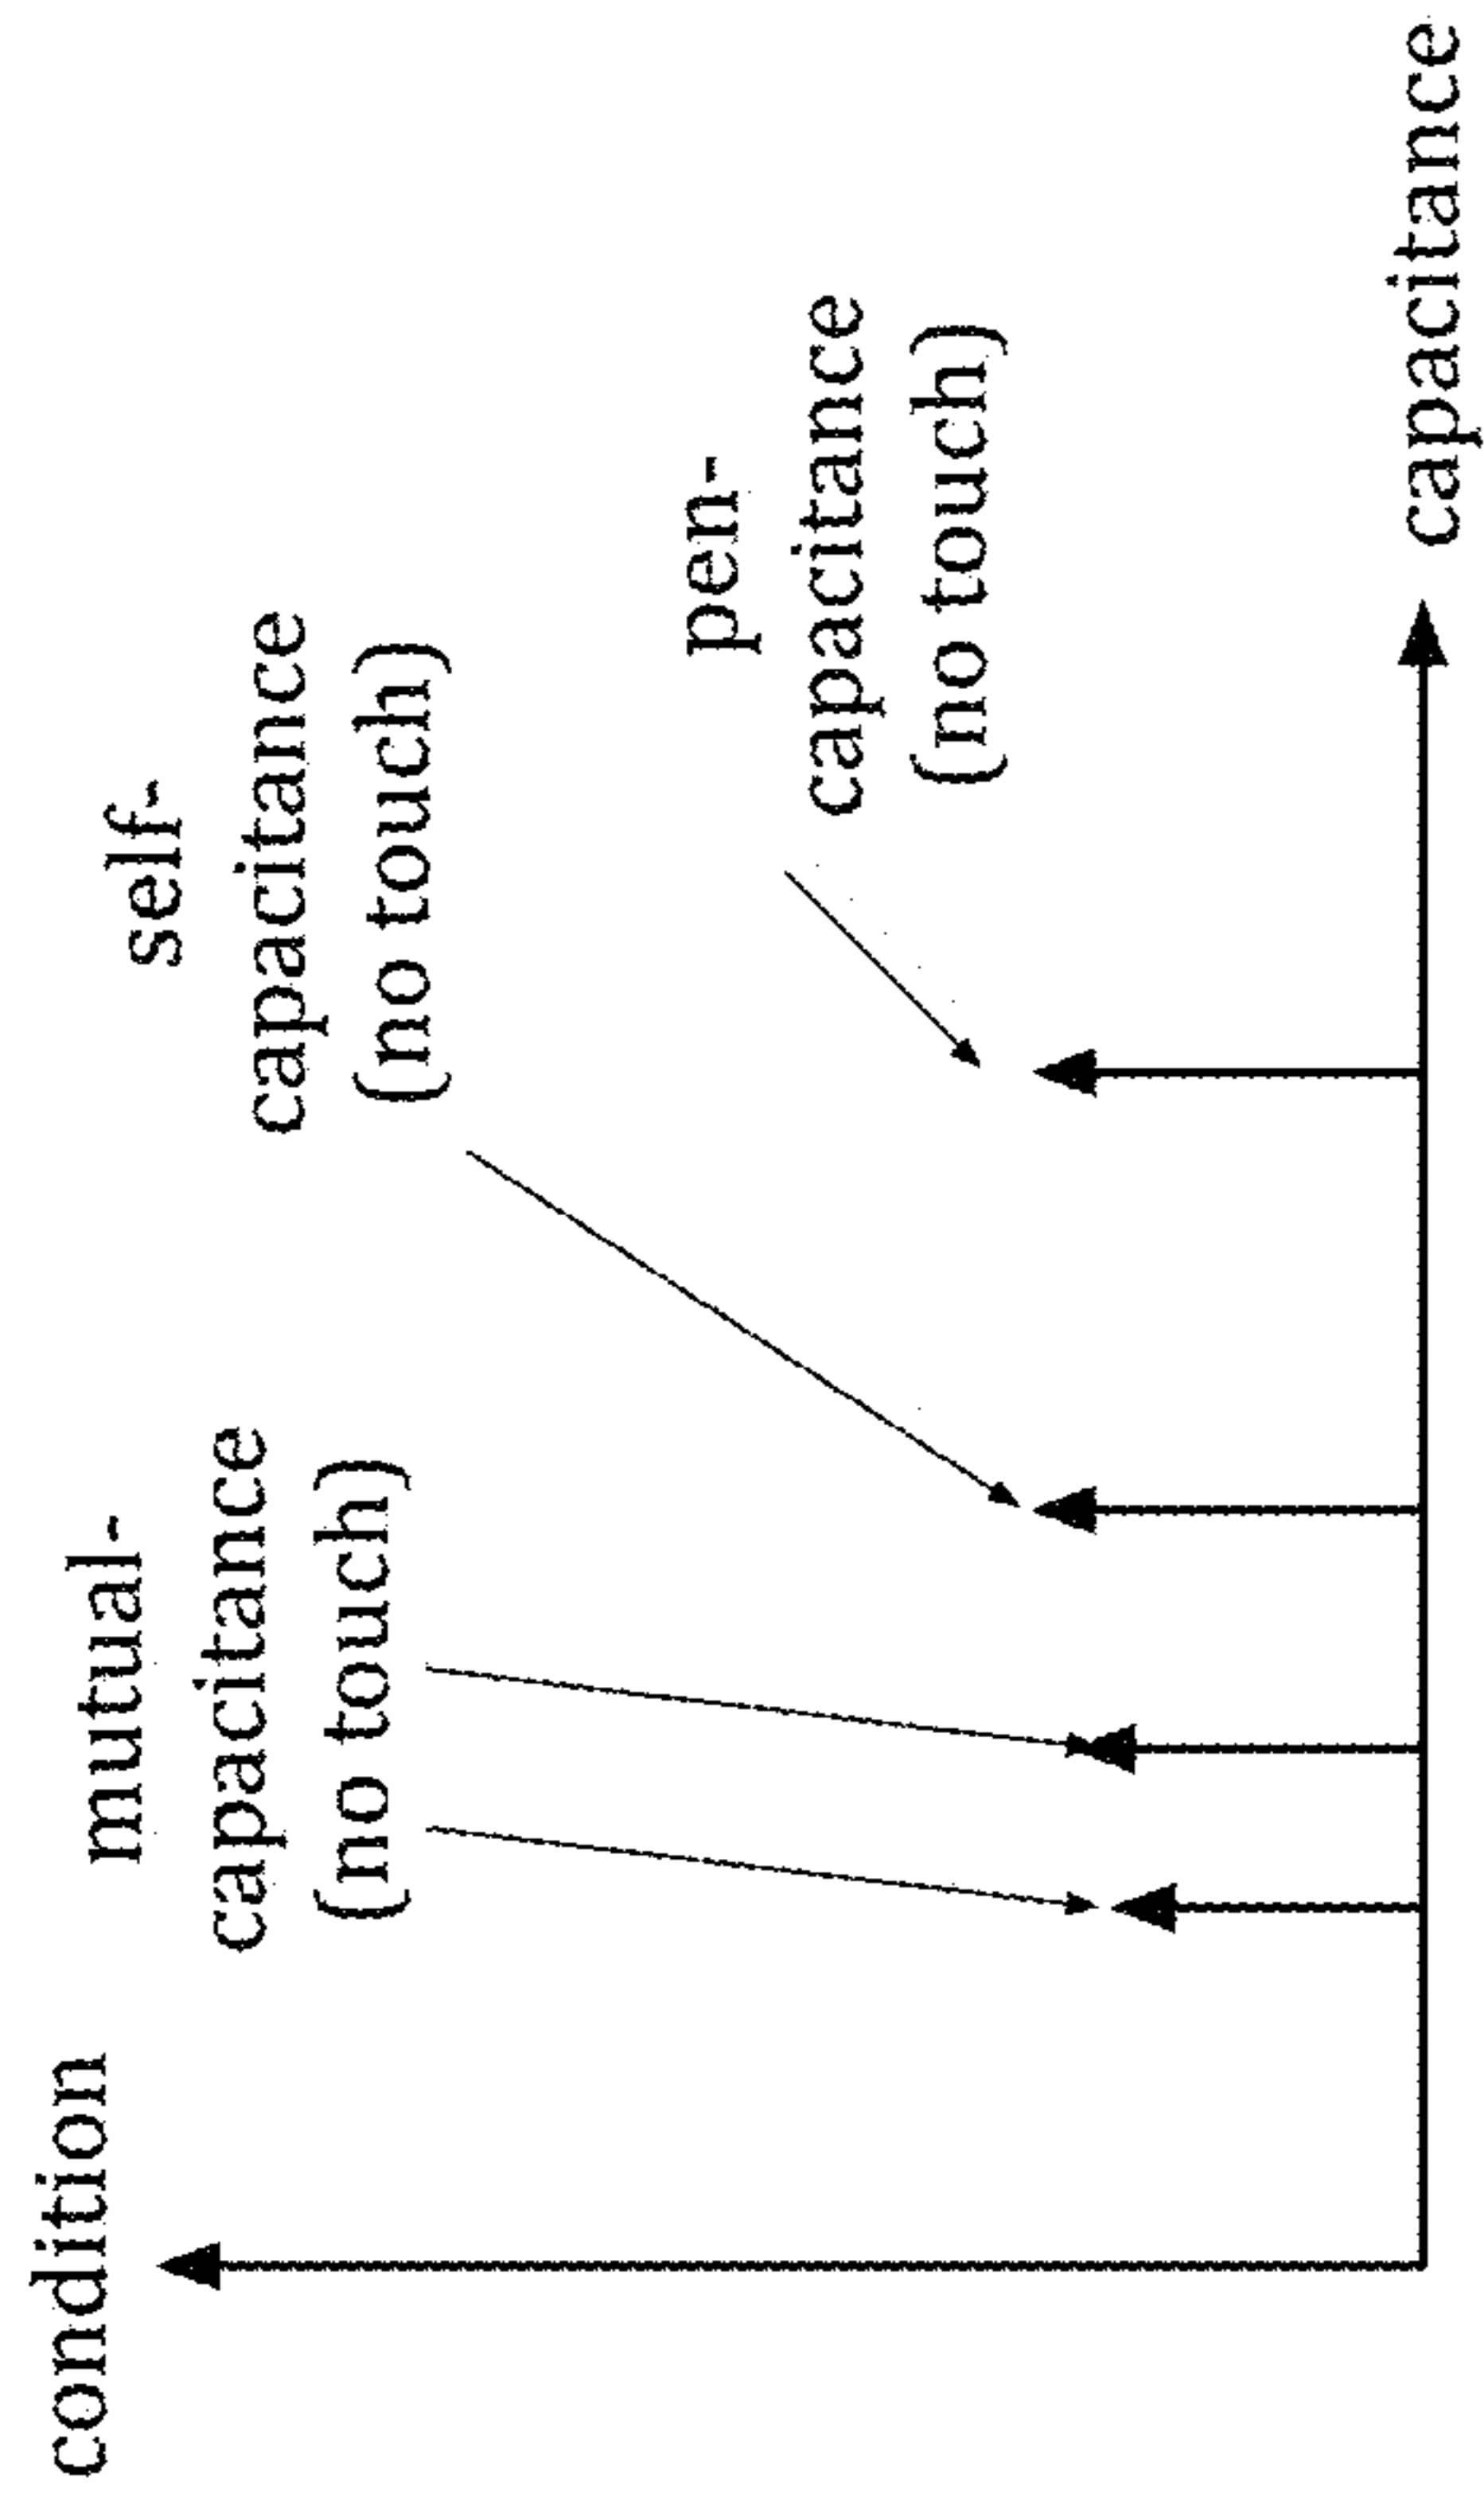 condition
mutual-
capacitance
(no touch)
self-
capacitance
(no touch)
pen-
capacitance
(no touch)
capacitance